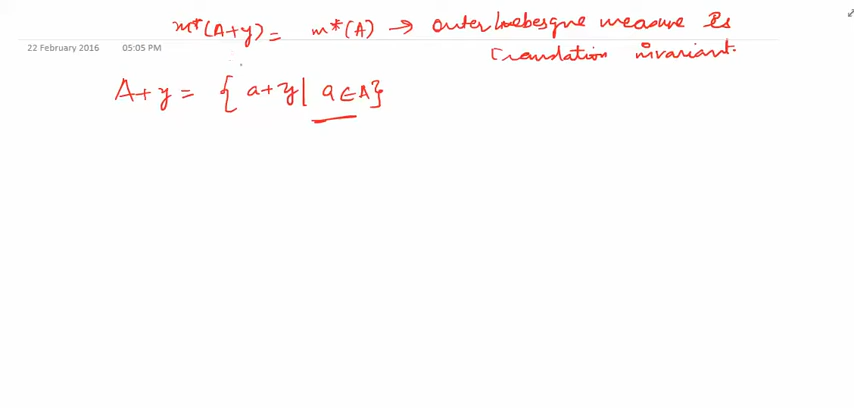 m*(A+y) = m*(A) → outer Lebesgue measure is
translation invariant.
22 February 2016 05:05 PM
A+y = { a+y | a∈A}